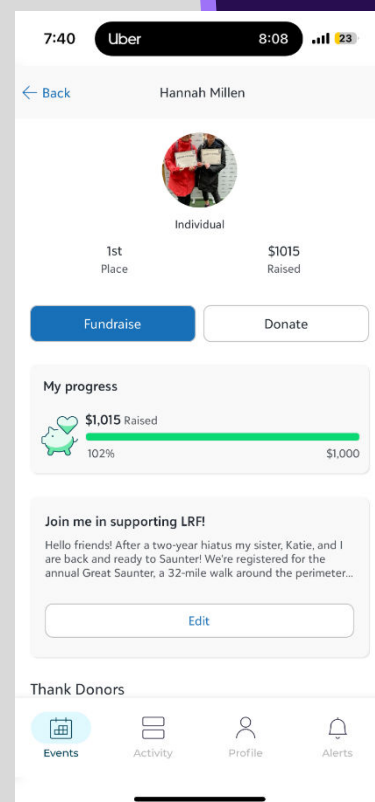 7:40 Uber 8:08 23
Back Hannah Millen
Individual
1st $1015
Place Raised
Fundraise Donate
My progress
$1,015 Raised
102% $1,000
Join me in supporting LRF!
Hello friends! After a two-year hiatus my sister, Katie, and I
are back and ready to Saunter! We're registered for the
annual Great Saunter, a 32-mile walk around the perimeter...
Edit
Thank Donors
Events Activity Profile Alerts